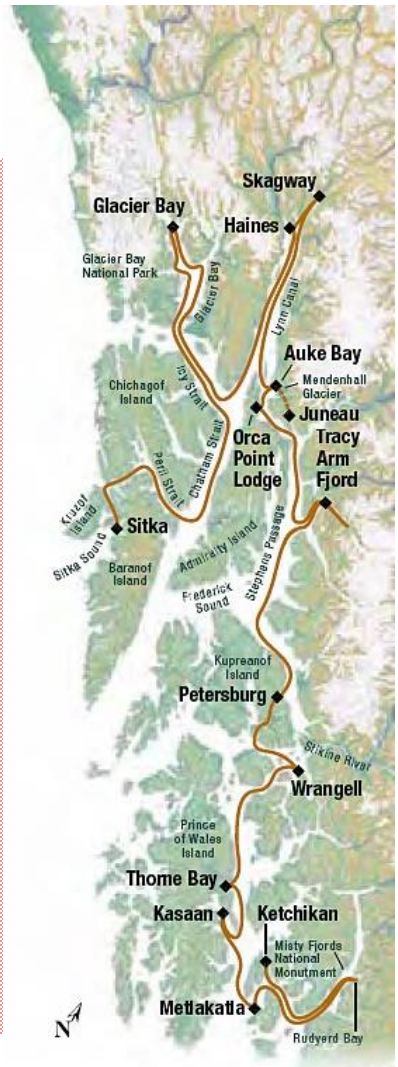 Skagway
Glacier Bay
Haines
Glacier Bay
National Park
Glacier Bay
Lynn Canal
Auke Bay
Mendenhall
Glacier
Icy Strait
Chichagof
Island
Juneau
Orca
Point
Lodge
Tracy
Arm
Fjord
Chatham Strait
Peril Strait
Kruzof
Island
Sitka
Sitka Sound
Baranof
Island
Admiralty Island
Stephens Passage
Frederick
Sound
Kupreanof
Island
Petersburg
Stikine River
Wrangell
Prince
of Wales
Island
Thorne Bay
Kasaan
Ketchikan
Misty Fjords
National
Monutment
Metlakatla
N
Rudyerd Bay